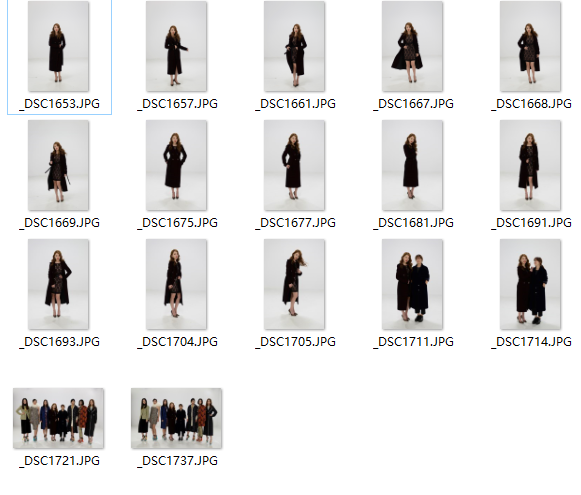 _DSC1653.JPG _DSC1657.JPG _DSC1661.JPG _DSC1667.JPG _DSC1668.JPG
_DSC1669.JPG _DSC1675.JPG _DSC1677.JPG _DSC1681.JPG _DSC1691.JPG
_DSC1693.JPG _DSC1704.JPG _DSC1705.JPG _DSC1711.JPG _DSC1714.JPG
_DSC1721.JPG _DSC1737.JPG